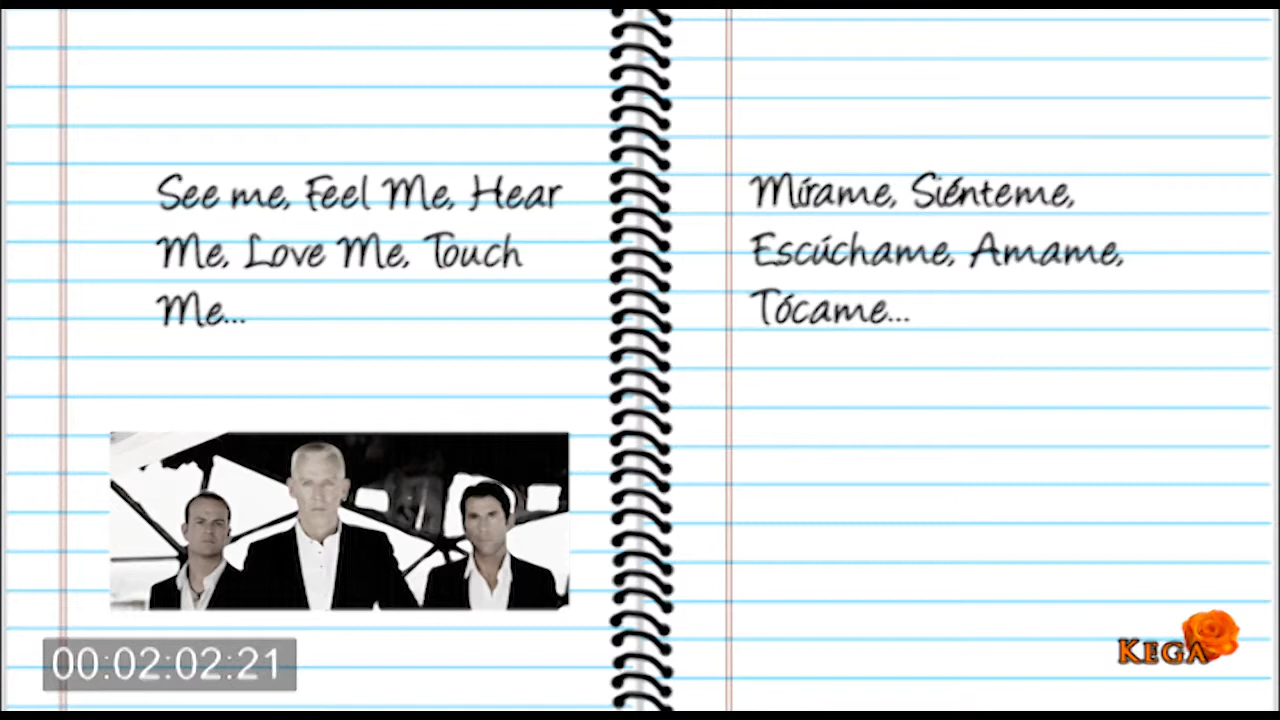 See me, Feel Me, Hear
Me, Love Me, Touch
Me...
Mírame, Siénteme,
Escúchame, Amame,
Tócame...
00:02:02:21
KEGA